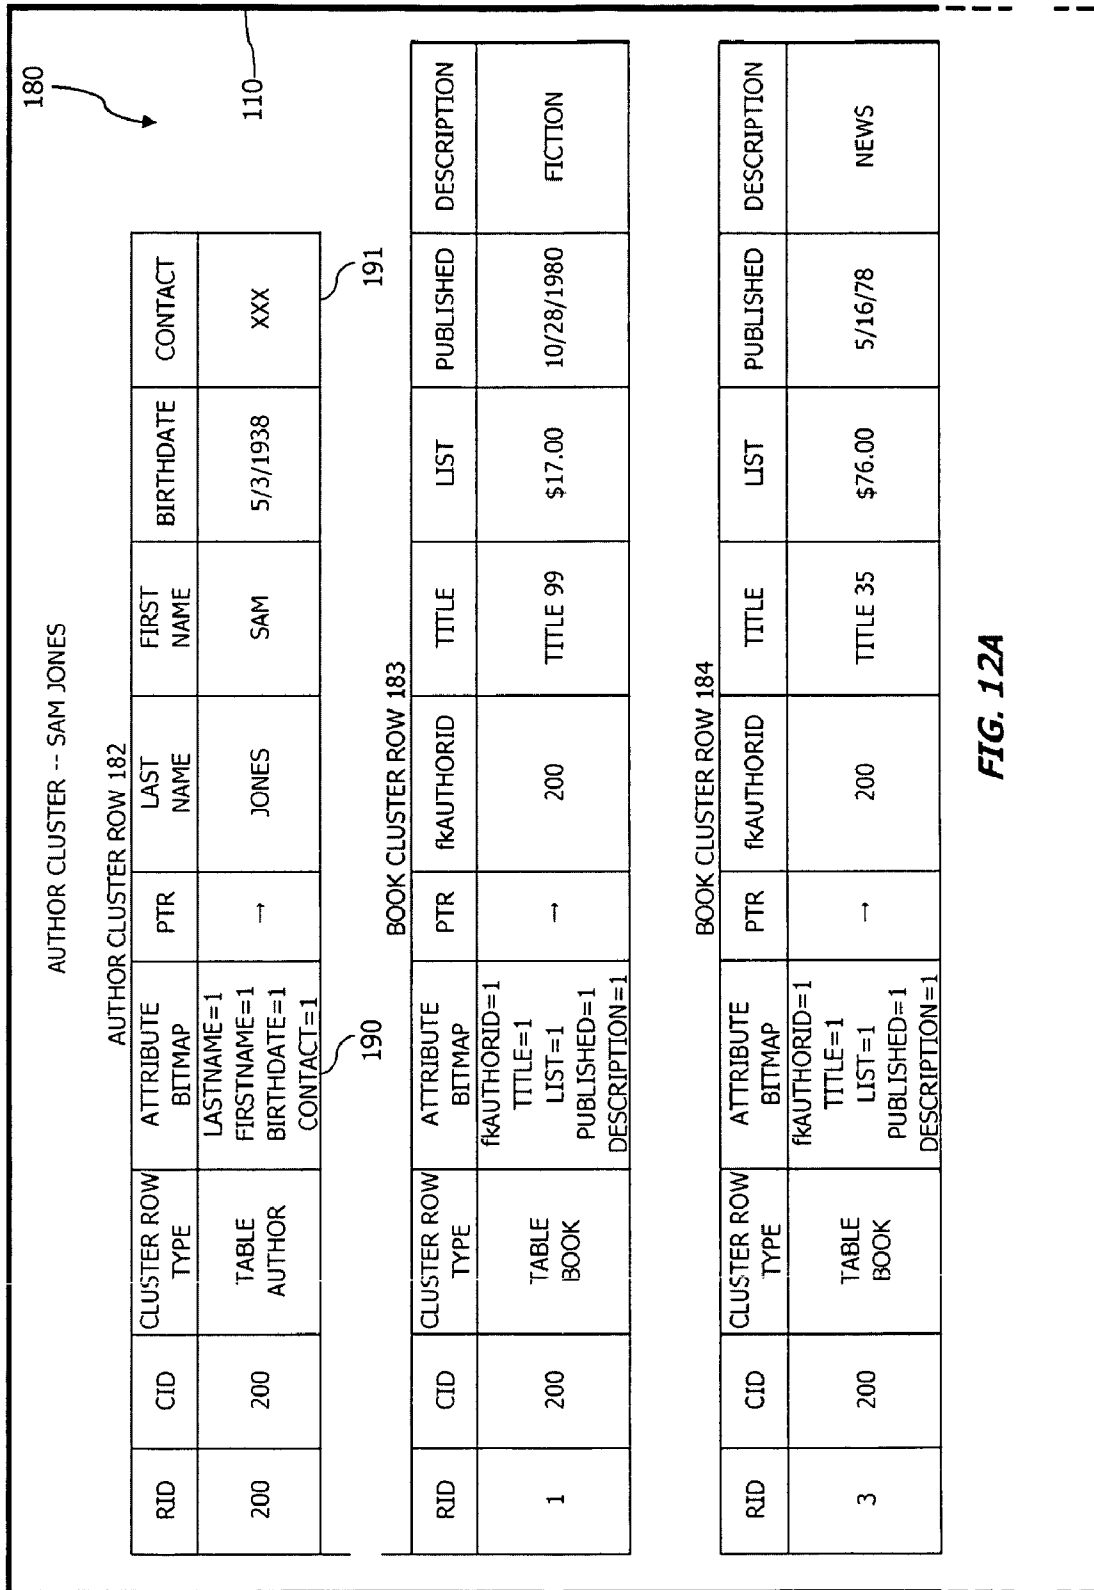 180
110
AUTHOR CLUSTER -- SAM JONES
AUTHOR CLUSTER ROW 182
RID CID CLUSTER ROW TYPE ATTRIBUTE BITMAP PTR LAST NAME FIRST NAME BIRTHDATE CONTACT
200 200 TABLE AUTHOR LASTNAME=1 FIRSTNAME=1 BIRTHDATE=1 CONTACT=1 → JONES SAM 5/3/1938 XXX
190
191
BOOK CLUSTER ROW 183
RID CID CLUSTER ROW TYPE ATTRIBUTE BITMAP PTR fkAUTHORID TITLE LIST PUBLISHED DESCRIPTION
1 200 TABLE BOOK fkAUTHORID=1 TITLE=1 LIST=1 PUBLISHED=1 DESCRIPTION=1 → 200 TITLE 99 $17.00 10/28/1980 FICTION
BOOK CLUSTER ROW 184
RID CID CLUSTER ROW TYPE ATTRIBUTE BITMAP PTR fkAUTHORID TITLE LIST PUBLISHED DESCRIPTION
3 200 TABLE BOOK fkAUTHORID=1 TITLE=1 LIST=1 PUBLISHED=1 DESCRIPTION=1 → 200 TITLE 35 $76.00 5/16/78 NEWS
FIG. 12A